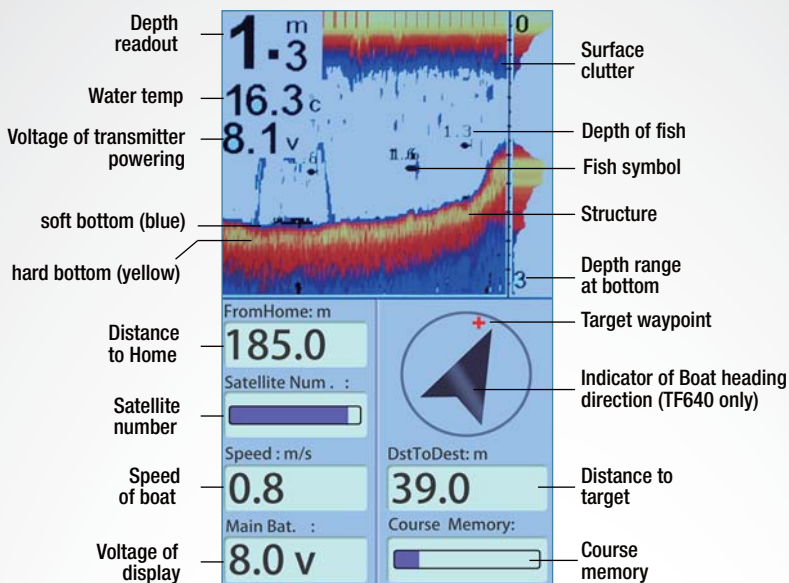 Depth
readout
Water temp
Voltage of transmitter
powering
soft bottom (blue)
hard bottom (yellow)
Distance
to Home
Satellite
number
Speed
of boat
Voltage of
display
1.3 m
16.3 c
8.1 v
1.3
0
3
FromHome: m
185.0
Satellite Num . :
Speed : m/s
0.8
Main Bat. :
8.0 v
DstToDest: m
39.0
Course Memory:
Surface
clutter
Depth of fish
Fish symbol
Structure
Depth range
at bottom
Target waypoint
Indicator of Boat heading
direction (TF640 only)
Distance to
target
Course
memory